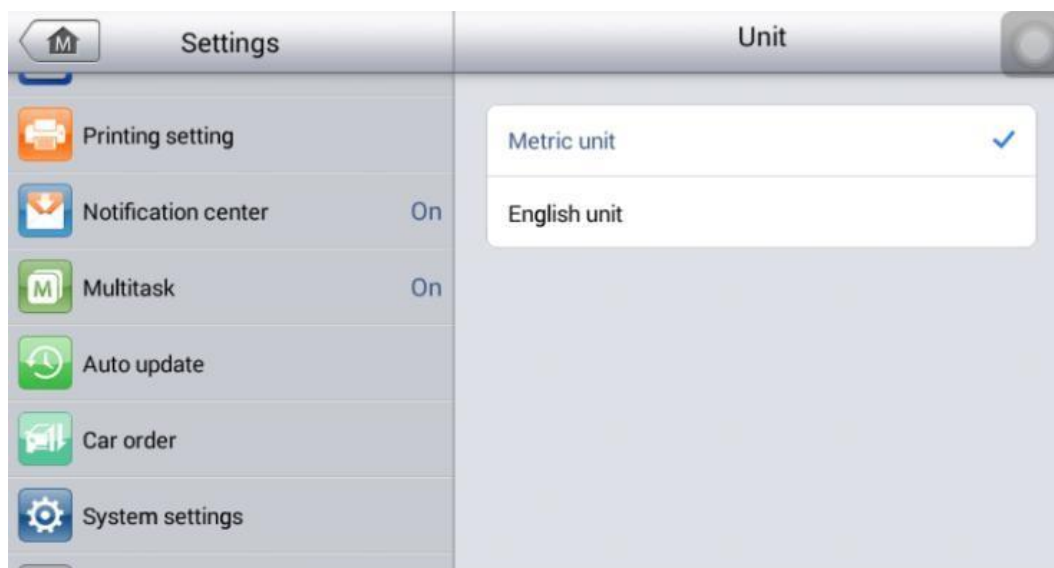 M
Settings
Unit
Printing setting
Notification center On
M
Multitask On
Auto update
Car order
System settings
Metric unit
English unit